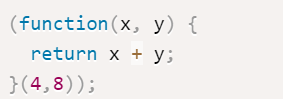 (function(x, y) {
  return x + y;
}(4,8));